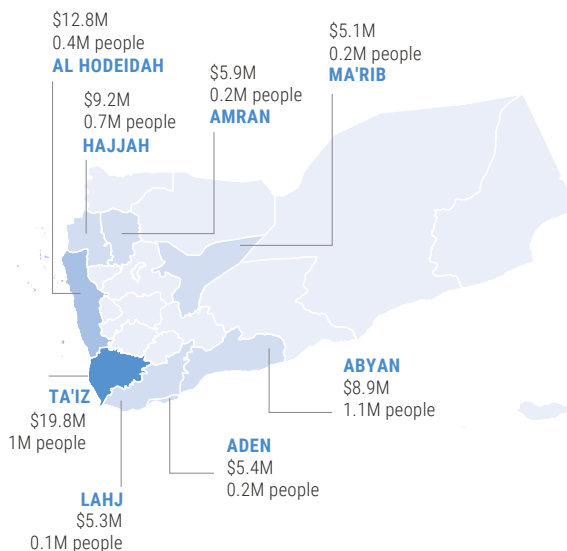 $12.8M
0.4M people
AL HODEIDAH
$9.2M
0.7M people
HAJJAH
$5.9M
0.2M people
AMRAN
$5.1M
0.2M people
MA'RIB
ABYAN
$8.9M
1.1M people
TA'IZ
$19.8M
1M people
ADEN
$5.4M
0.2M people
LAHJ
$5.3M
0.1M people